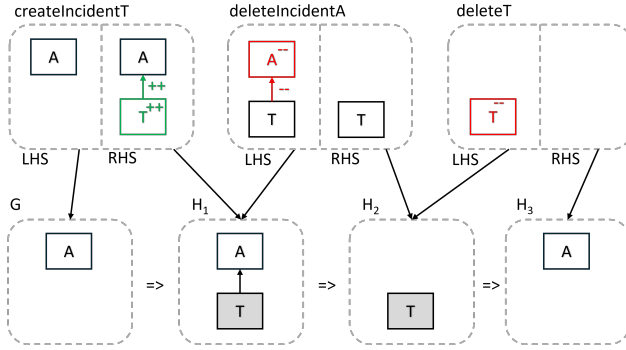 createIncidentT deleteIncidentA deleteT
A A A-- T--
++ --
T++ T T
LHS RHS LHS RHS LHS RHS
G H1 H2 H3
A A A
=> => =>
T T